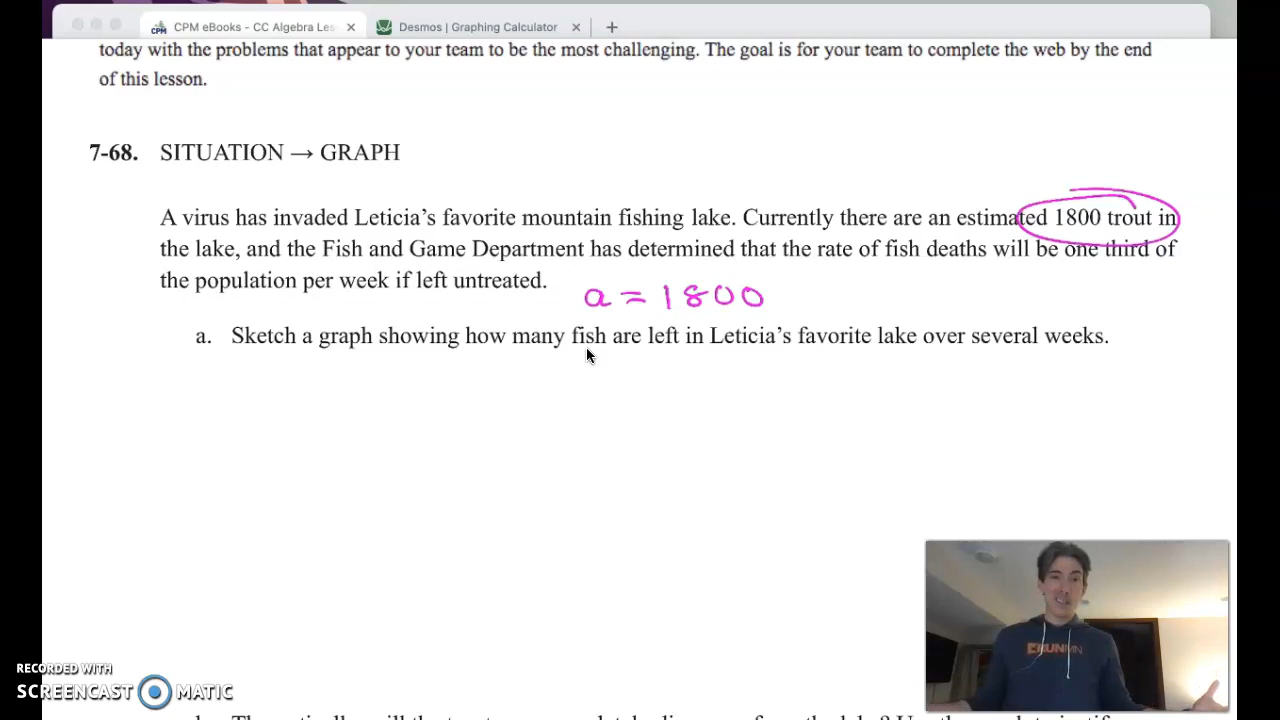 CPM eBooks - CC Algebra Les
Desmos | Graphing Calculator
today with the problems that appear to your team to be the most challenging. The goal is for your team to complete the web by the end
of this lesson.
7-68. SITUATION → GRAPH
A virus has invaded Leticia's favorite mountain fishing lake. Currently there are an estimated 1800 trout in
the lake, and the Fish and Game Department has determined that the rate of fish deaths will be one third of
the population per week if left untreated.
a = 1800
a. Sketch a graph showing how many fish are left in Leticia's favorite lake over several weeks.
RECORDED WITH
SCREENCAST MATIC